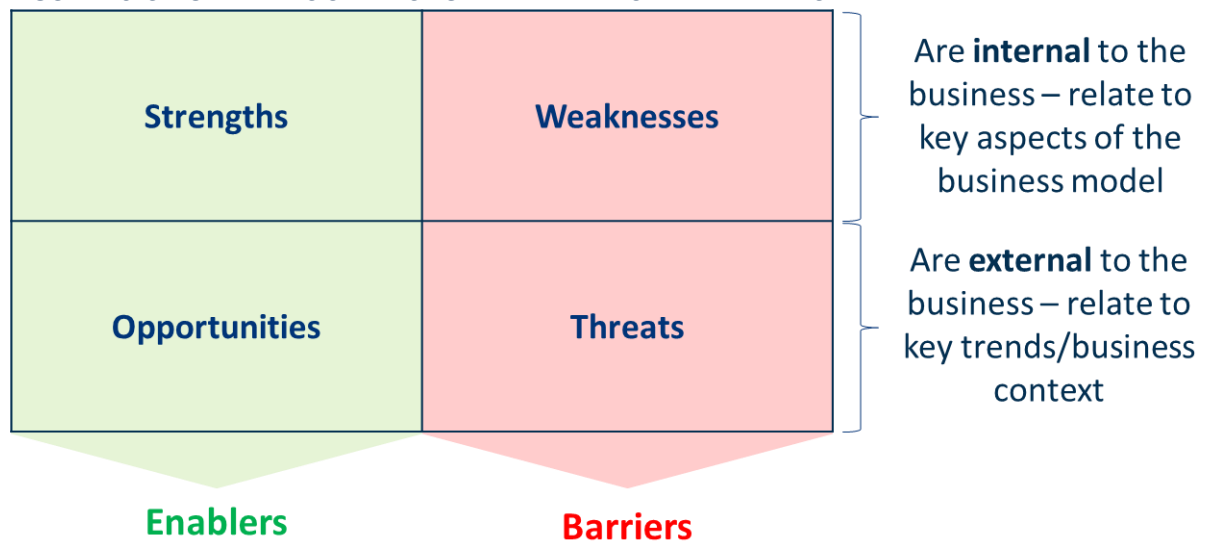 Strengths
Weaknesses
Are internal to the
business – relate to
key aspects of the
business model
Opportunities
Threats
Are external to the
business – relate to
key trends/business
context
Enablers
Barriers